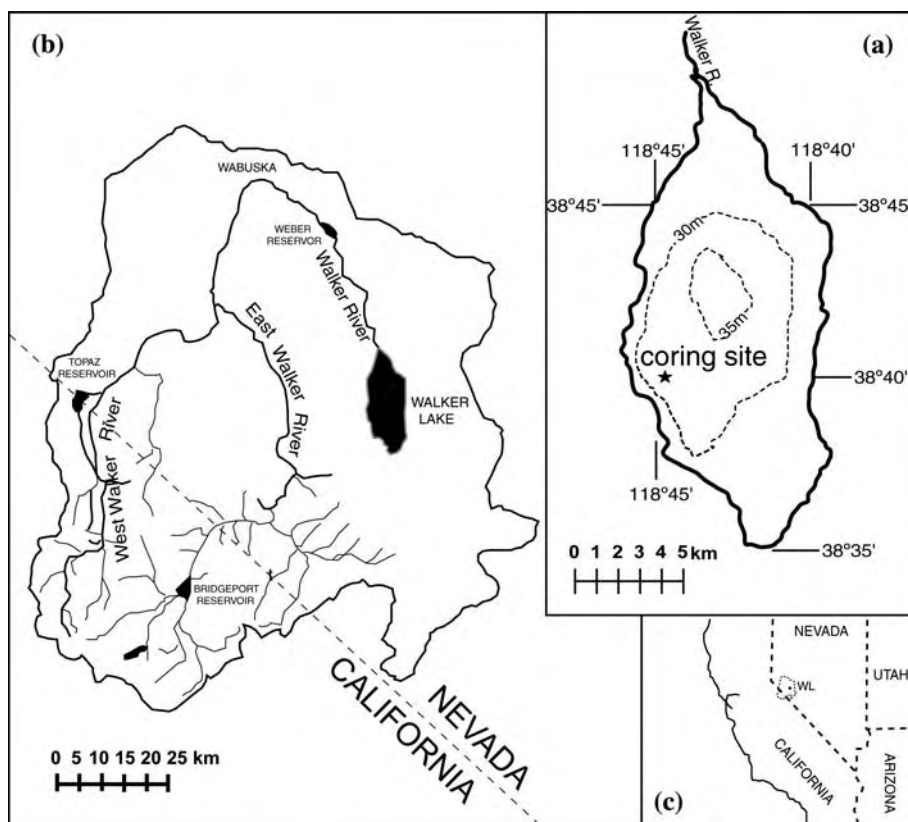 (b)
WABUSKA
WEBER
RESERVOIR
Walker River
East Walker River
TOPAZ
RESERVOIR
West Walker River
WALKER
LAKE
BRIDGEPORT
RESERVOIR
NEVADA
CALIFORNIA
0 5 10 15 20 25 km
(a)
Walker R.
118°45'
118°40'
38°45'
38°45'
30m
35m
coring site
38°40'
118°45'
38°35'
0 1 2 3 4 5 km
NEVADA
UTAH
WL
CALIFORNIA
ARIZONA
(c)